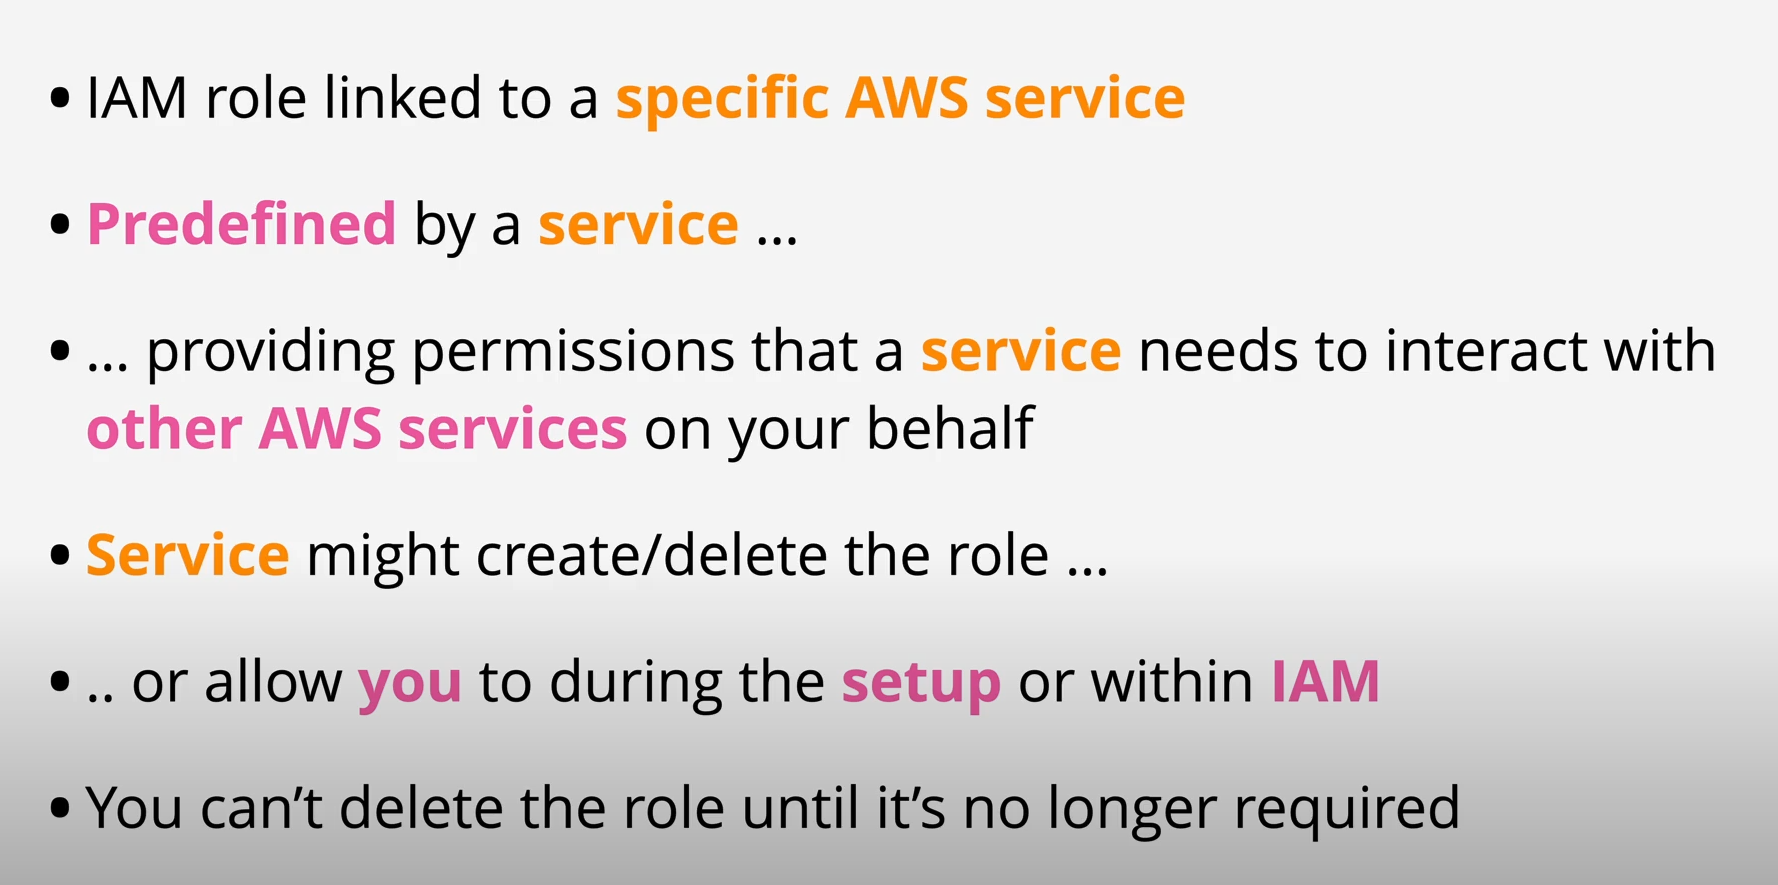 • IAM role linked to a specific AWS service
• Predefined by a service ...
• ... providing permissions that a service needs to interact with
other AWS services on your behalf
• Service might create/delete the role ...
• .. or allow you to during the setup or within IAM
• You can’t delete the role until it’s no longer required